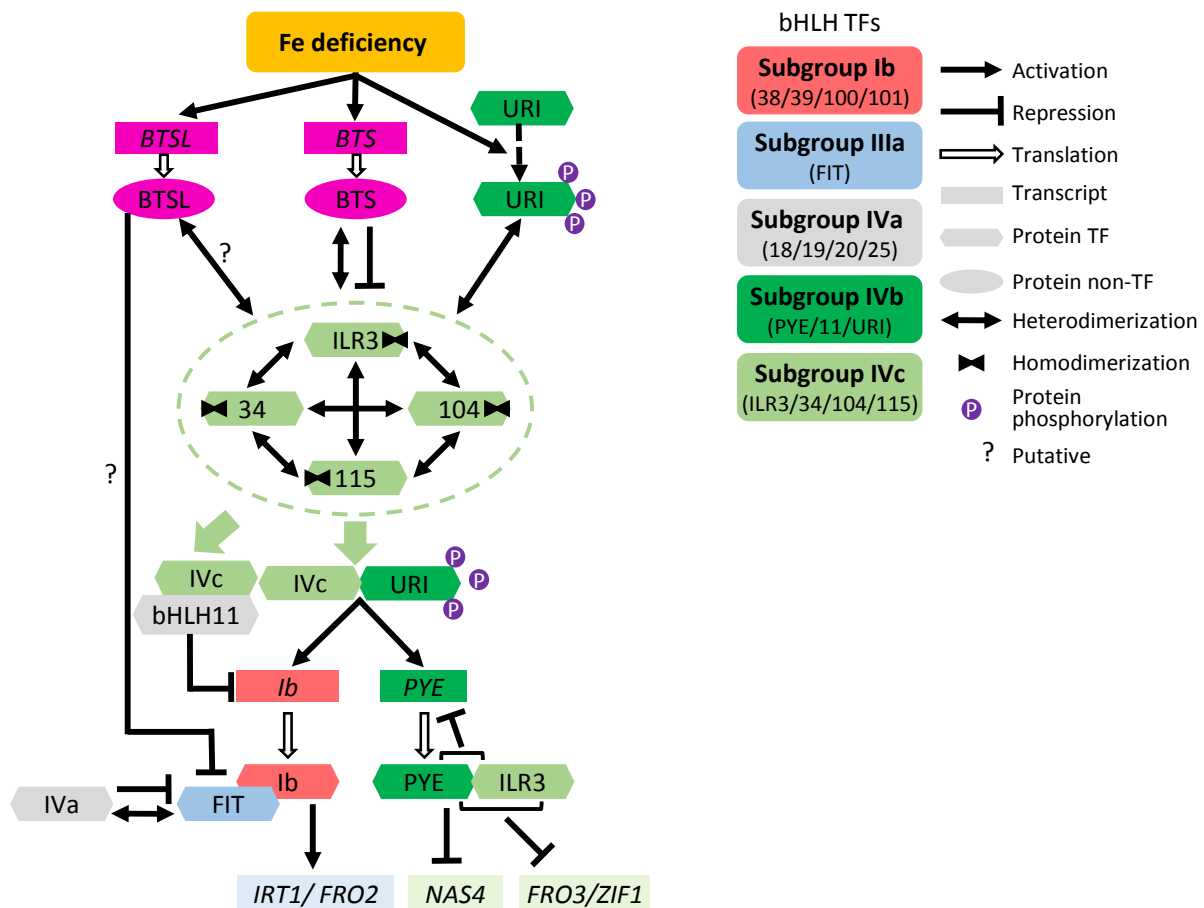 Fe deficiency
BTSL
BTS
URI
BTSL
BTS
URI
P
P
P
?
ILR3
34
104
115
?
IVc
IVc
URI
P
P
P
bHLH11
Ib
PYE
Ib
PYE
ILR3
IVa
FIT
IRT1/ FRO2
NAS4
FRO3/ZIF1
bHLH TFs
Subgroup Ib
(38/39/100/101)
Subgroup IIIa
(FIT)
Subgroup IVa
(18/19/20/25)
Subgroup IVb
(PYE/11/URI)
Subgroup IVc
(ILR3/34/104/115)
Activation
Repression
Translation
Transcript
Protein TF
Protein non-TF
Heterodimerization
Homodimerization
P Protein
phosphorylation
? Putative